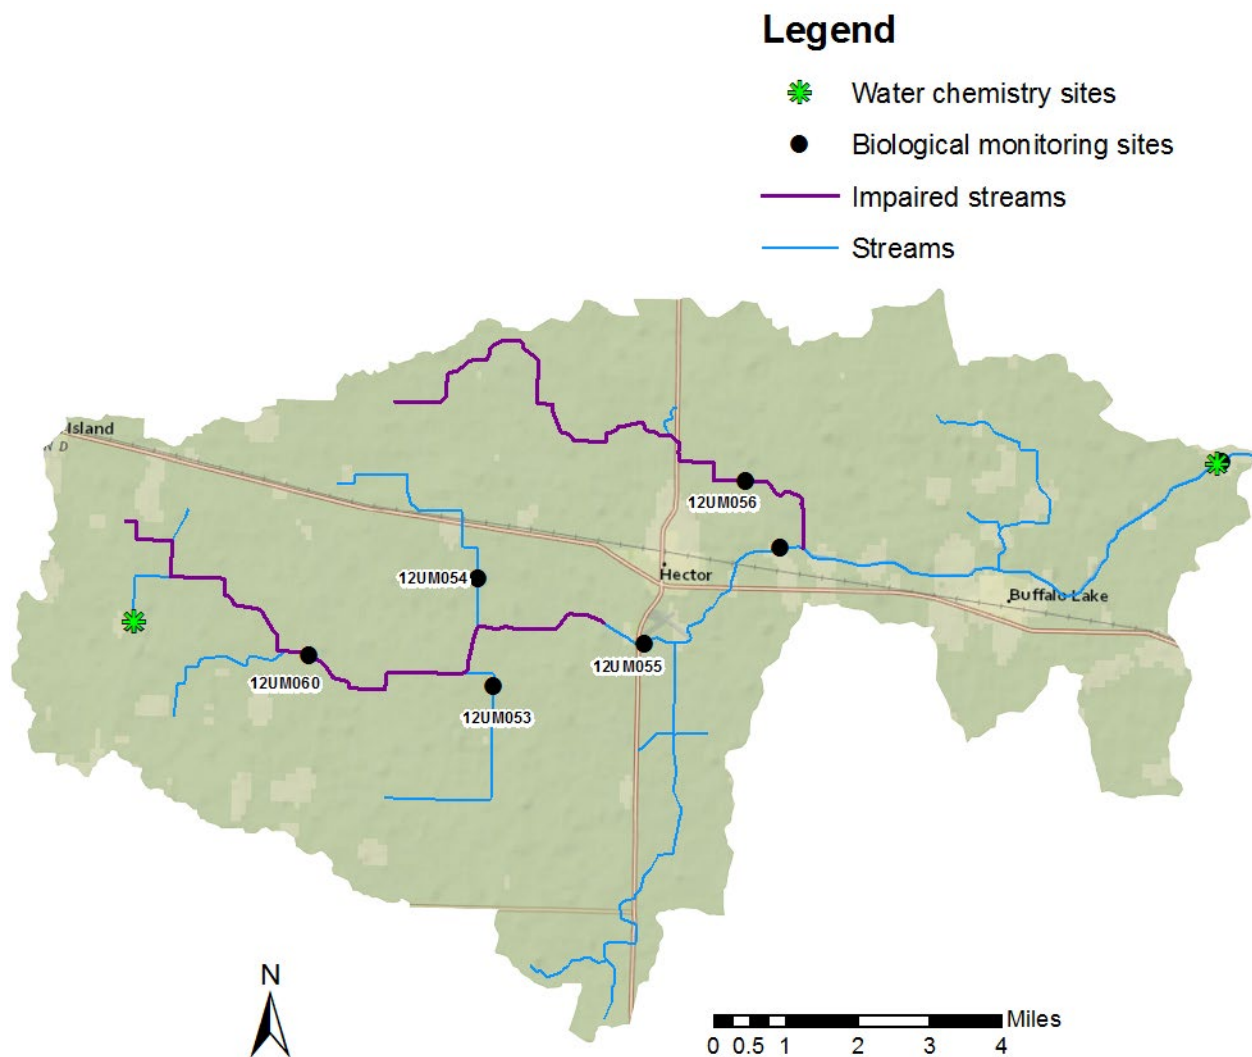 Legend
Water chemistry sites
Biological monitoring sites
Impaired streams
Streams
Island
N D
12UM056
12UM054
Hector
Buffalo Lake
12UM055
12UM060
12UM053
N
Miles
0 0.5 1 2 3 4